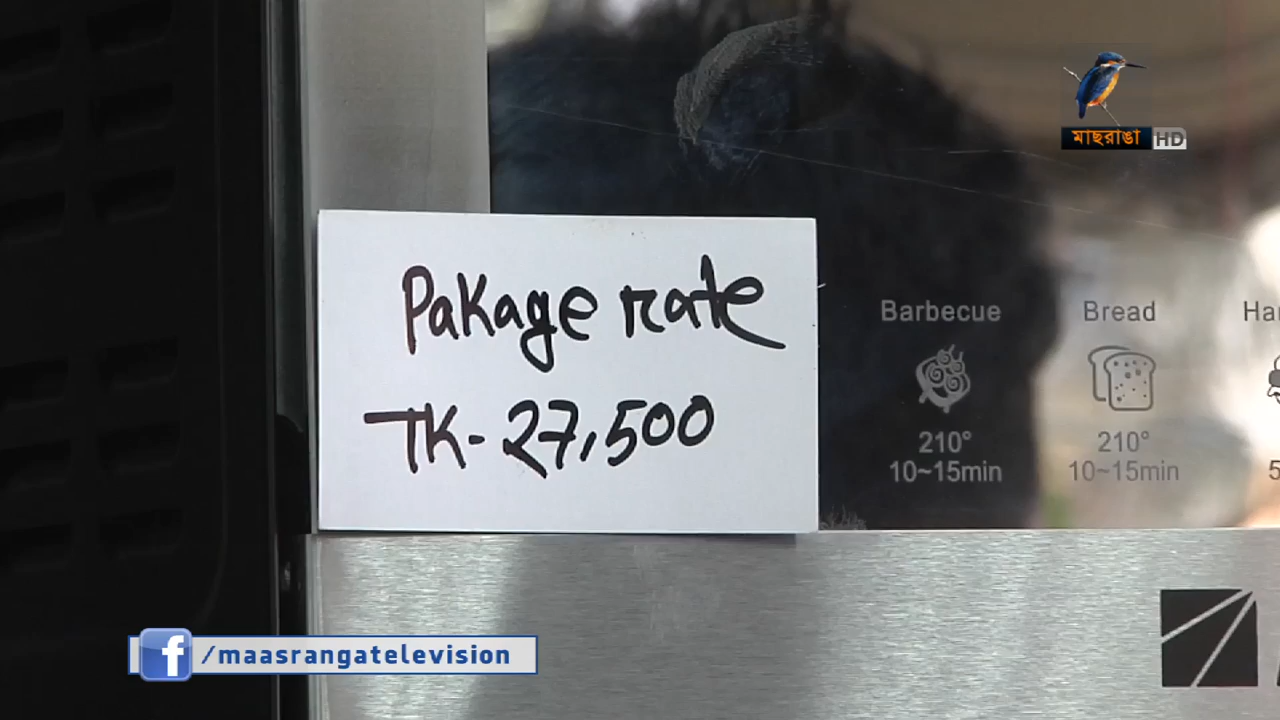 মাছরাঙা HD
Pakage rate
TK- 27,500
Barbecue
210°
10~15min
Bread
210°
10~15min
/maasrangatelevision